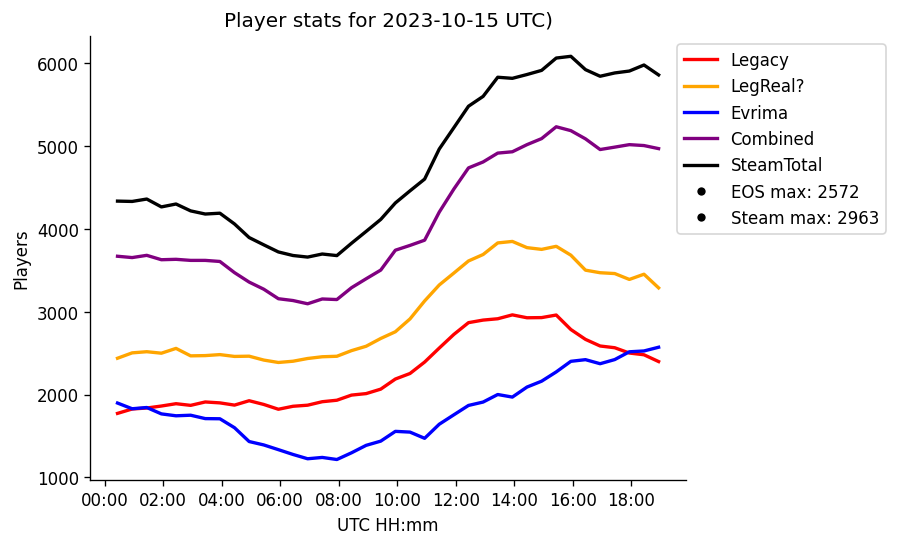 Player stats for 2023-10-15 UTC)
Legacy
LegReal?
Evrima
Combined
SteamTotal
EOS max: 2572
Steam max: 2963
Players
6000
5000
4000
3000
2000
1000
00:00 02:00 04:00 06:00 08:00 10:00 12:00 14:00 16:00 18:00
UTC HH:mm